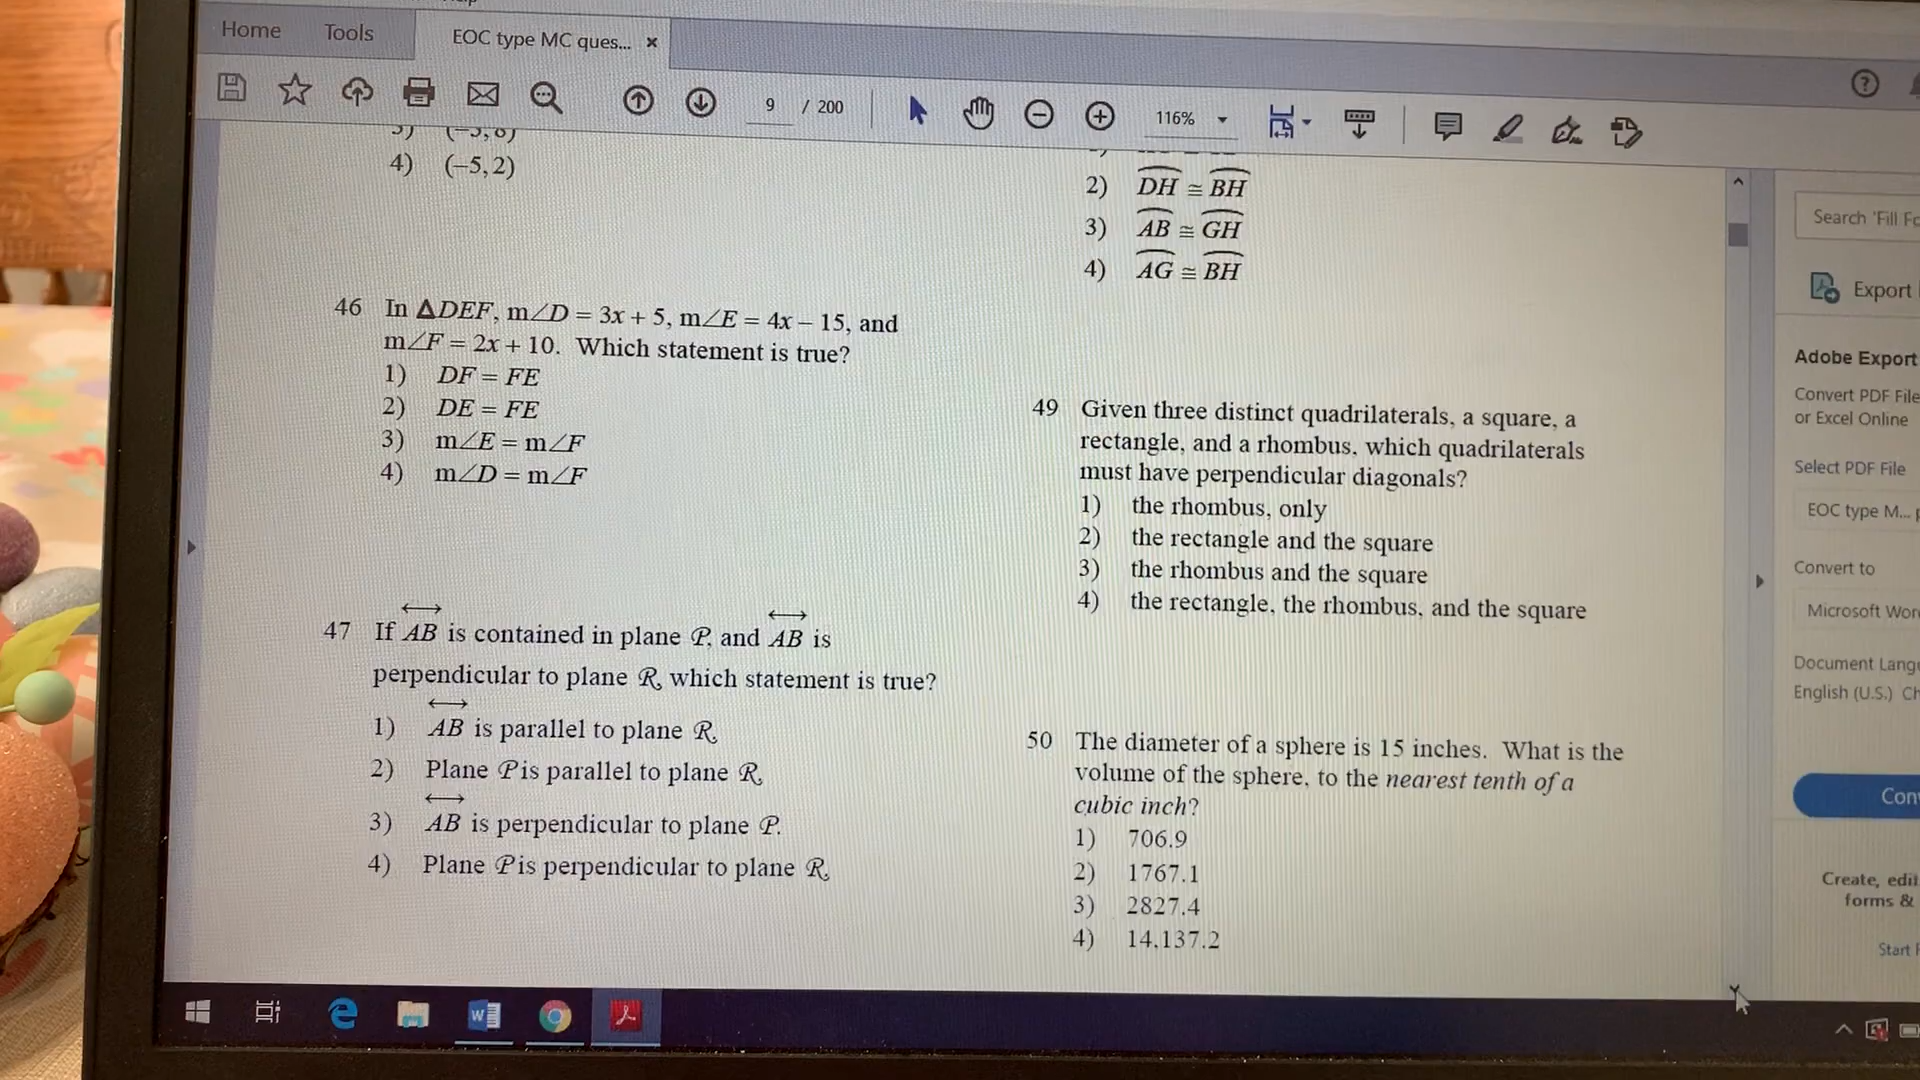 Home Tools EOC type MC ques... ×
9 / 200 116%
4) (−5,2)
46 In ΔDEF, m∠D = 3x + 5, m∠E = 4x − 15, and
m∠F = 2x + 10. Which statement is true?
1) DF = FE
2) DE = FE
3) m∠E = m∠F
4) m∠D = m∠F
47 If AB is contained in plane P, and AB is
perpendicular to plane R, which statement is true?
1) AB is parallel to plane R.
2) Plane P is parallel to plane R.
3) AB is perpendicular to plane P.
4) Plane P is perpendicular to plane R.
2) DH ≅ BH
3) AB ≅ GH
4) AG ≅ BH
49 Given three distinct quadrilaterals, a square, a
rectangle, and a rhombus, which quadrilaterals
must have perpendicular diagonals?
1) the rhombus, only
2) the rectangle and the square
3) the rhombus and the square
4) the rectangle, the rhombus, and the square
50 The diameter of a sphere is 15 inches. What is the
volume of the sphere, to the nearest tenth of a
cubic inch?
1) 706.9
2) 1767.1
3) 2827.4
4) 14,137.2
Search 'Fill
Export
Adobe Export
Convert PDF File
or Excel Online
Select PDF File
EOC type M...
Convert to
Microsoft
Document
English (U.S.)
Create, edit
forms &
Start